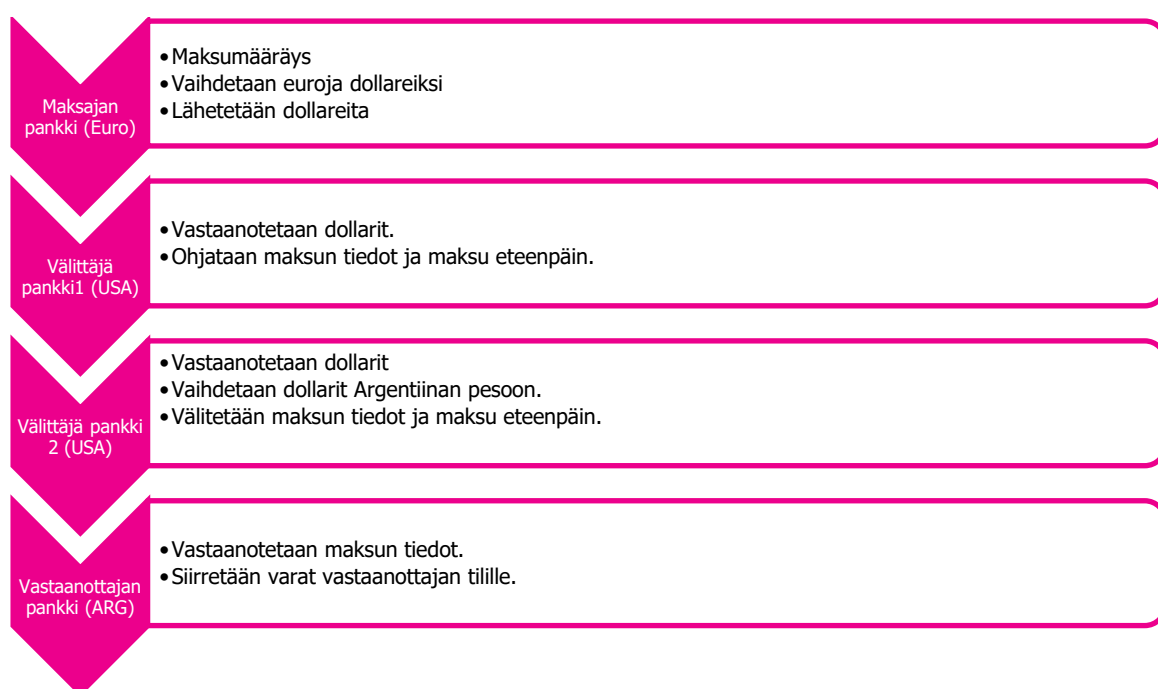 Maksajan
pankki (Euro)
•Maksumääräys
•Vaihdetaan euroja dollareiksi
•Lähetetään dollareita
Välittäjä
pankki1 (USA)
•Vastaanotetaan dollarit.
•Ohjataan maksun tiedot ja maksu eteenpäin.
Välittäjä pankki
2 (USA)
•Vastaanotetaan dollarit
•Vaihdetaan dollarit Argentiinan pesoon.
•Välitetään maksun tiedot ja maksu eteenpäin.
Vastaanottajan
pankki (ARG)
•Vastaanotetaan maksun tiedot.
•Siirretään varat vastaanottajan tilille.